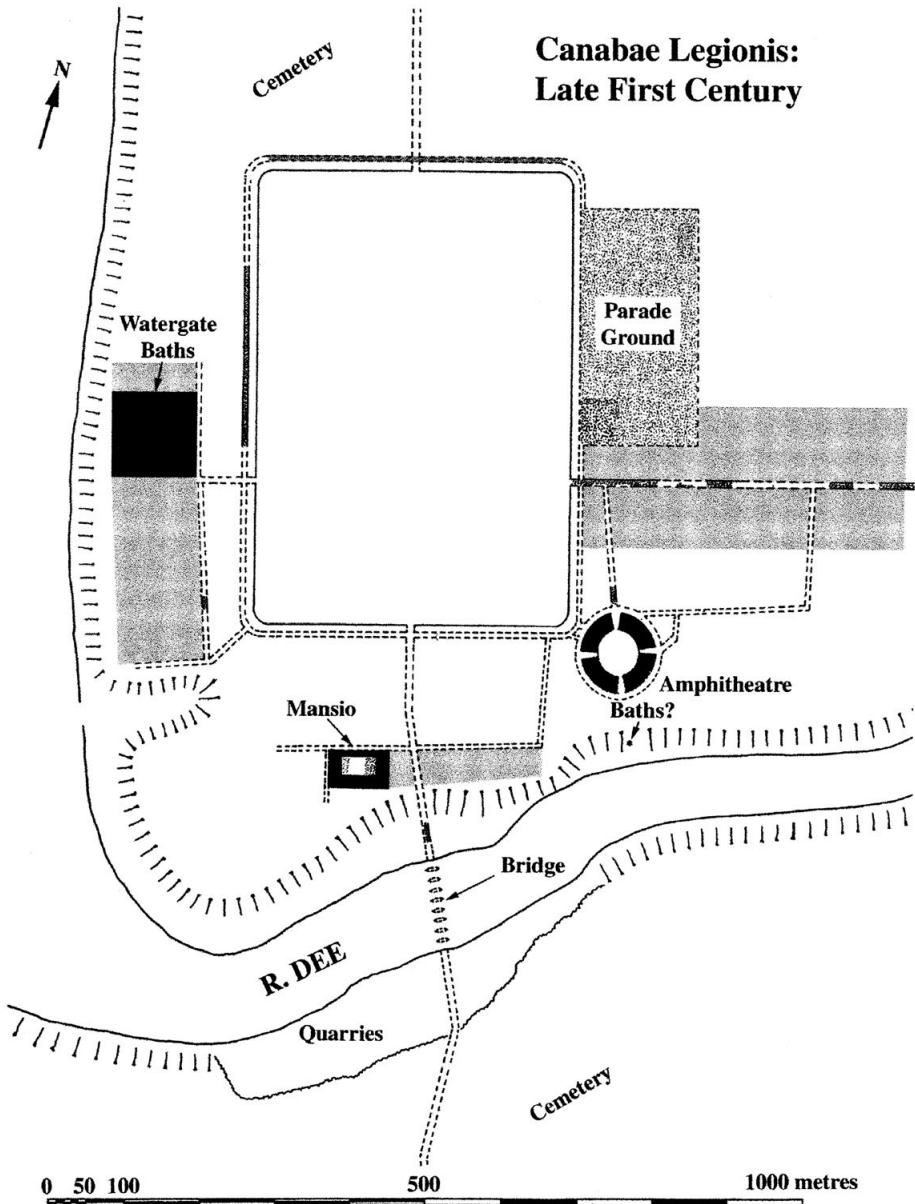 Canabae Legionis:
Late First Century
N
Cemetery
Watergate
Baths
Parade
Ground
Mansio
Amphitheatre
Baths?
Bridge
R. DEE
Quarries
Cemetery
0 50 100 500 1000 metres